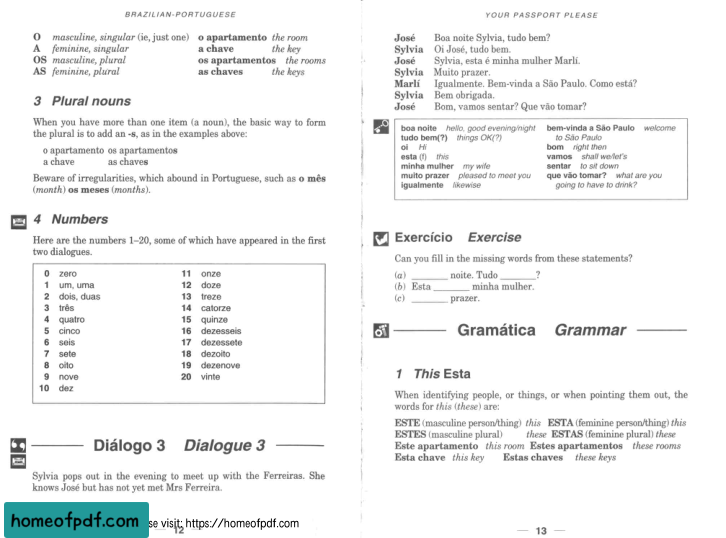 BRAZILIAN-PORTUGUESE
O masculine, singular (ie, just one) o apartamento the room
A feminine, singular a chave the key
OS masculine, plural os apartamentos the rooms
AS feminine, plural as chaves the keys
3 Plural nouns
When you have more than one item (a noun), the basic way to form
the plural is to add an -s, as in the examples above:
o apartamento os apartamentos
a chave as chaves
Beware of irregularities, which abound in Portuguese, such as o mês
(month) os meses (months).
4 Numbers
Here are the numbers 1–20, some of which have appeared in the first
two dialogues.
0 zero 11 onze
1 um, uma 12 doze
2 dois, duas 13 treze
3 três 14 catorze
4 quatro 15 quinze
5 cinco 16 dezesseis
6 seis 17 dezessete
7 sete 18 dezoito
8 oito 19 dezenove
9 nove 20 vinte
10 dez
Diálogo 3 Dialogue 3
Sylvia pops out in the evening to meet up with the Ferreiras. She
knows José but has not yet met Mrs Ferreira.
homeofpdf.com
se visit: https://homeofpdf.com
— 12
YOUR PASSPORT PLEASE
José Boa noite Sylvia, tudo bem?
Sylvia Oi José, tudo bem.
José Sylvia, esta é minha mulher Marlí.
Sylvia Muito prazer.
Marlí Igualmente. Bem-vinda a São Paulo. Como está?
Sylvia Bem obrigada.
José Bom, vamos sentar? Que vão tomar?
boa noite hello, good evening/night bem-vinda a São Paulo welcome
tudo bem(?) things OK(?) to São Paulo
oi Hi bom right then
esta (f) this vamos shall we/let's
minha mulher my wife sentar to sit down
muito prazer pleased to meet you que vão tomar? what are you
igualmente likewise going to have to drink?
Exercício Exercise
Can you fill in the missing words from these statements?
(a) ________ noite. Tudo ________?
(b) Esta ________ minha mulher.
(c) ________ prazer.
Gramática Grammar
1 This Esta
When identifying people, or things, or when pointing them out, the
words for this (these) are:
ESTE (masculine person/thing) this ESTA (feminine person/thing) this
ESTES (masculine plural) these ESTAS (feminine plural) these
Este apartamento this room Estes apartamentos these rooms
Esta chave this key Estas chaves these keys
— 13 —